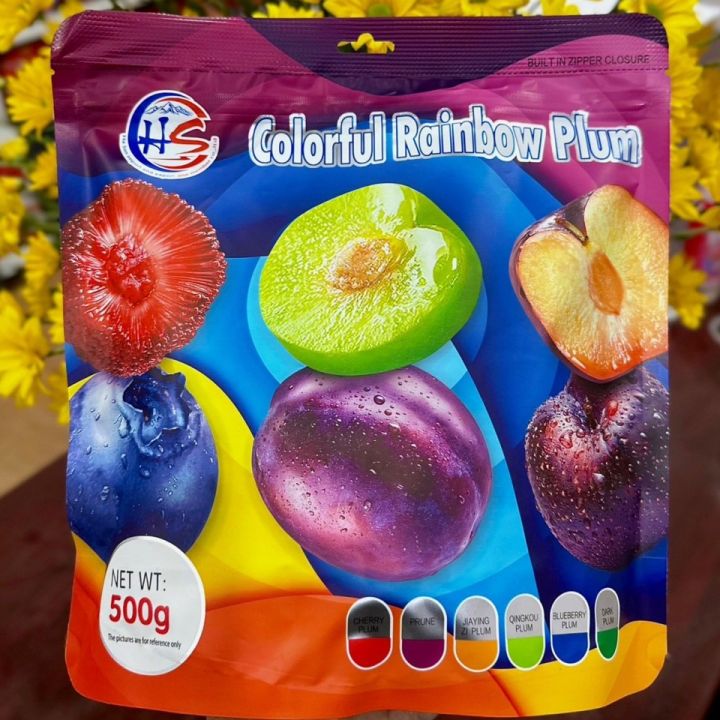 BUILT IN ZIPPER CLOSURE
HS
Colorful Rainbow Plum
NET WT:
500g
The pictures are for reference only
CHERRY
PLUM
PRUNE
JIAYING
ZI PLUM
QINGKOU
PLUM
BLUEBERRY
PLUM
DARK
PLUM